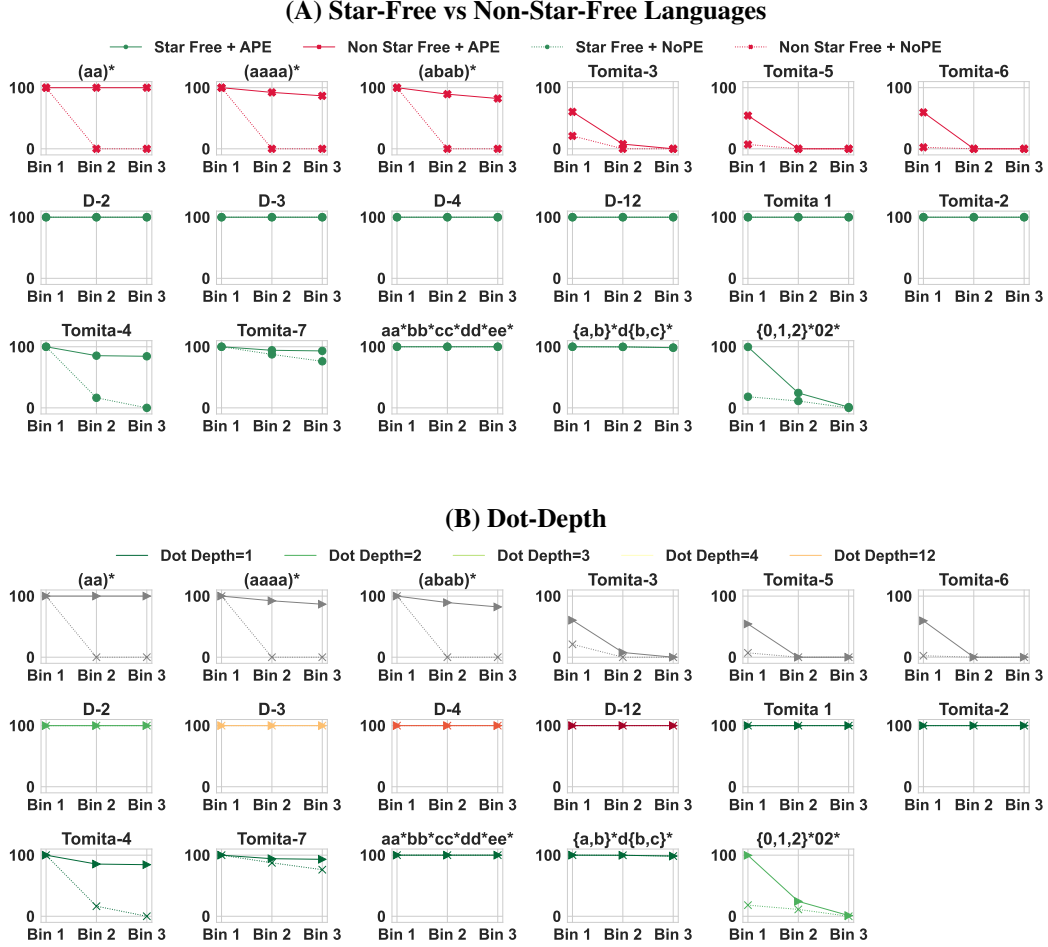 (A) Star-Free vs Non-Star-Free Languages
Star Free + APE Non Star Free + APE Star Free + NoPE Non Star Free + NoPE
(aa)* (aaaa)* (abab)* Tomita-3 Tomita-5 Tomita-6
100 100 100 100 100 100
0 0 0 0 0 0
Bin 1 Bin 2 Bin 3 Bin 1 Bin 2 Bin 3 Bin 1 Bin 2 Bin 3 Bin 1 Bin 2 Bin 3 Bin 1 Bin 2 Bin 3 Bin 1 Bin 2 Bin 3
D-2 D-3 D-4 D-12 Tomita 1 Tomita-2
100 100 100 100 100 100
0 0 0 0 0 0
Bin 1 Bin 2 Bin 3 Bin 1 Bin 2 Bin 3 Bin 1 Bin 2 Bin 3 Bin 1 Bin 2 Bin 3 Bin 1 Bin 2 Bin 3 Bin 1 Bin 2 Bin 3
Tomita-4 Tomita-7 aa*bb*cc*dd*ee* {a,b}*d{b,c}* {0,1,2}*02*
100 100 100 100 100
0 0 0 0 0
Bin 1 Bin 2 Bin 3 Bin 1 Bin 2 Bin 3 Bin 1 Bin 2 Bin 3 Bin 1 Bin 2 Bin 3 Bin 1 Bin 2 Bin 3
(B) Dot-Depth
Dot Depth=1 Dot Depth=2 Dot Depth=3 Dot Depth=4 Dot Depth=12
(aa)* (aaaa)* (abab)* Tomita-3 Tomita-5 Tomita-6
100 100 100 100 100 100
0 0 0 0 0 0
Bin 1 Bin 2 Bin 3 Bin 1 Bin 2 Bin 3 Bin 1 Bin 2 Bin 3 Bin 1 Bin 2 Bin 3 Bin 1 Bin 2 Bin 3 Bin 1 Bin 2 Bin 3
D-2 D-3 D-4 D-12 Tomita 1 Tomita-2
100 100 100 100 100 100
0 0 0 0 0 0
Bin 1 Bin 2 Bin 3 Bin 1 Bin 2 Bin 3 Bin 1 Bin 2 Bin 3 Bin 1 Bin 2 Bin 3 Bin 1 Bin 2 Bin 3 Bin 1 Bin 2 Bin 3
Tomita-4 Tomita-7 aa*bb*cc*dd*ee* {a,b}*d{b,c}* {0,1,2}*02*
100 100 100 100 100
0 0 0 0 0
Bin 1 Bin 2 Bin 3 Bin 1 Bin 2 Bin 3 Bin 1 Bin 2 Bin 3 Bin 1 Bin 2 Bin 3 Bin 1 Bin 2 Bin 3